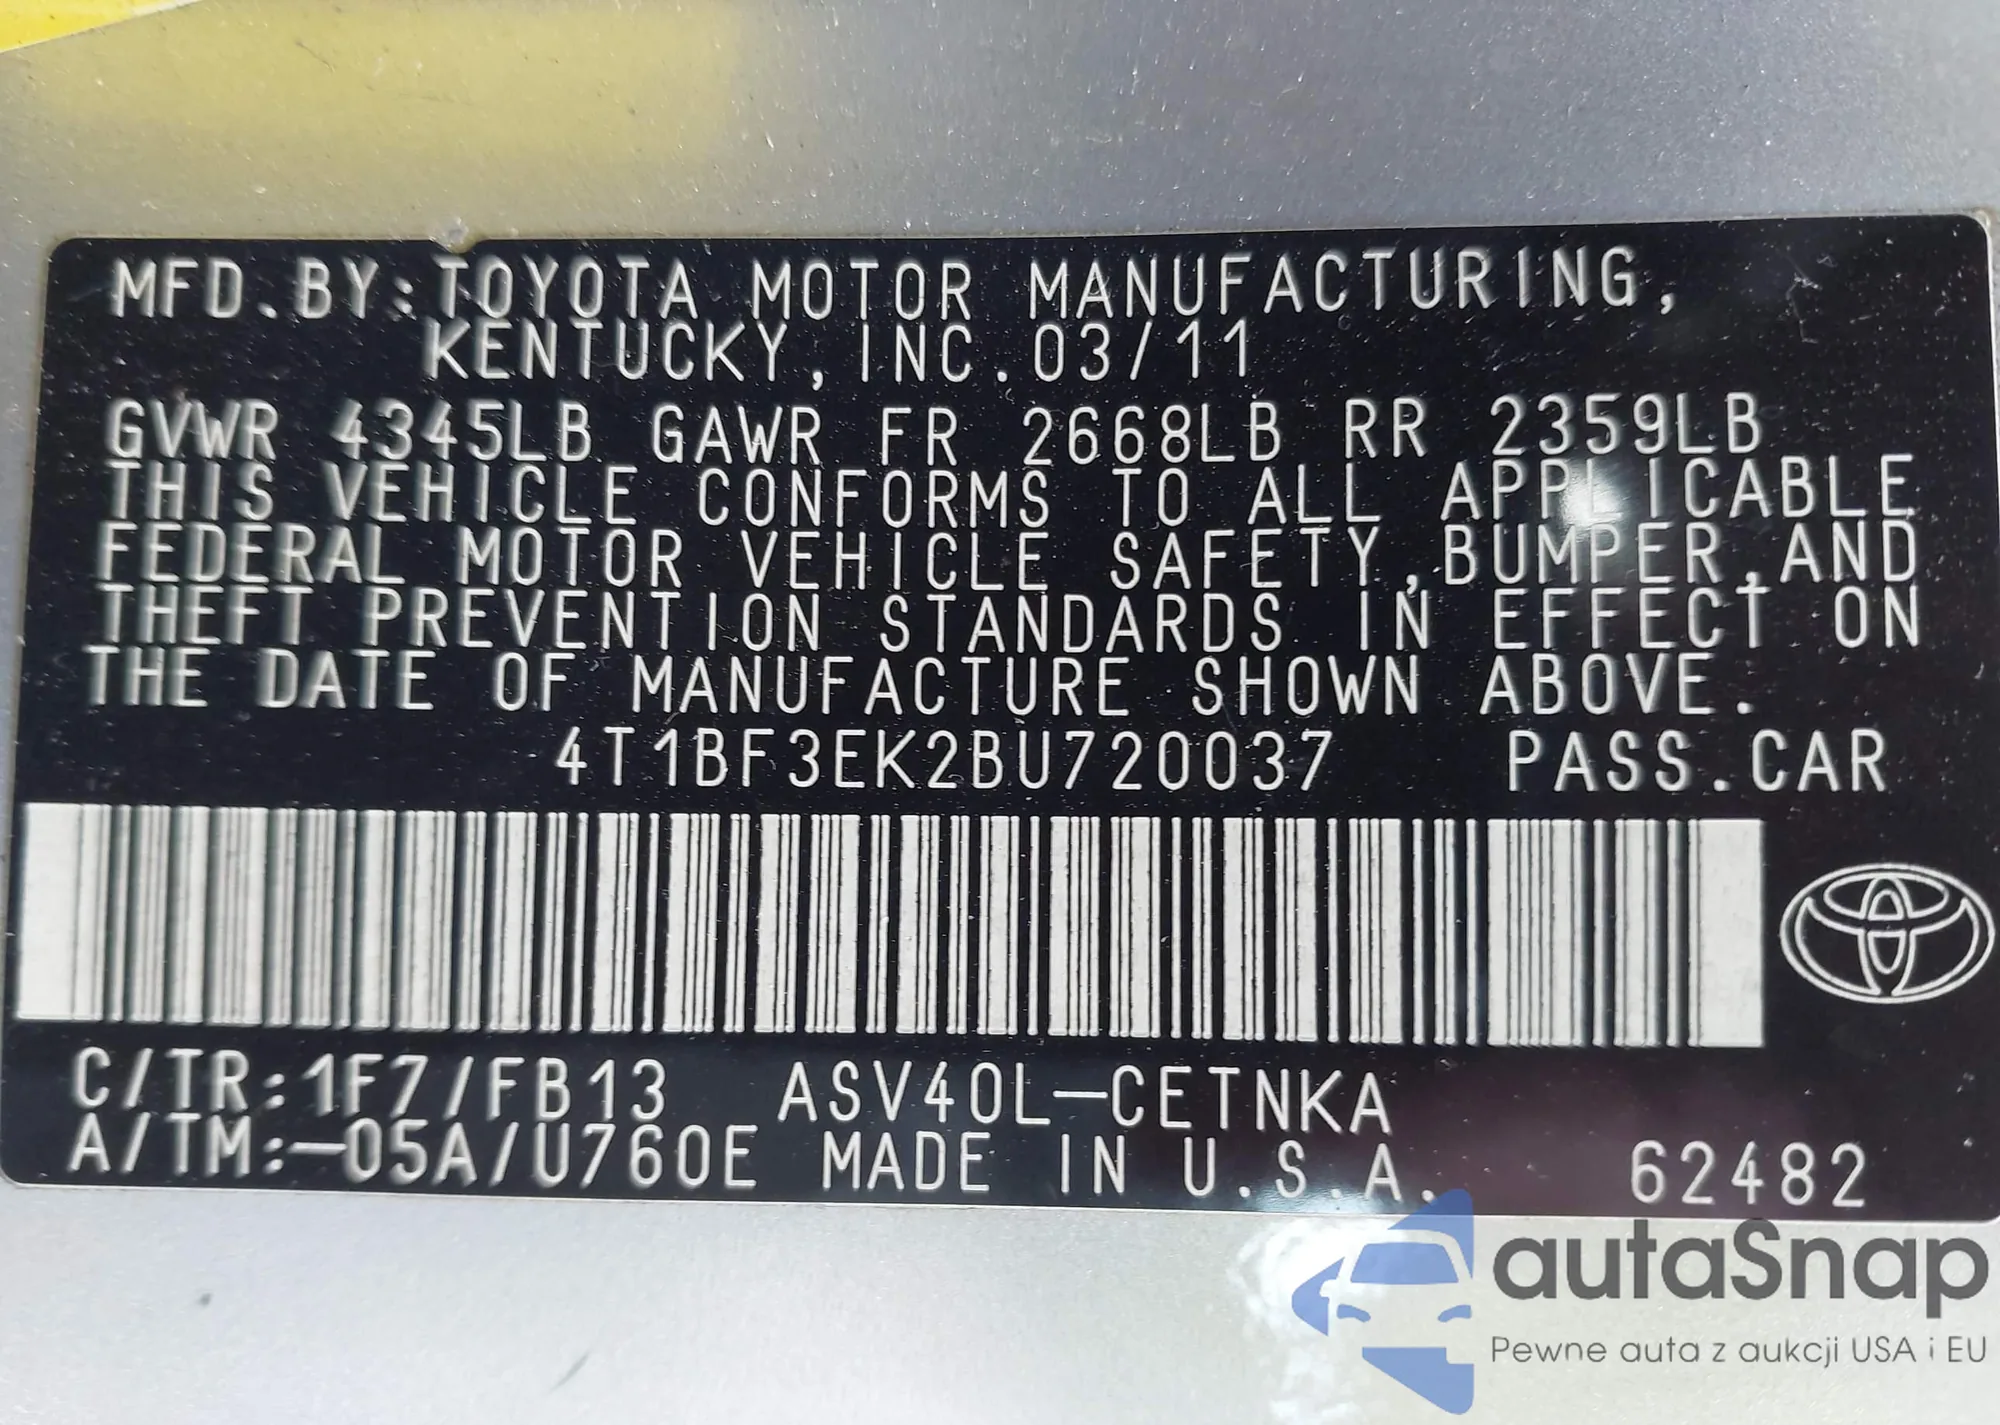 MFD.BY:TOYOTA MOTOR MANUFACTURING,
KENTUCKY, INC.03/11
GVWR 4345LB GAWR FR 2668LB RR 2359LB
THIS VEHICLE CONFORMS TO ALL APPLICABLE
FEDERAL MOTOR VEHICLE SAFETY,BUMPER,AND
THEFT PREVENTION STANDARDS IN EFFECT ON
THE DATE OF MANUFACTURE SHOWN ABOVE.
4T1BF3EK2BU720037 PASS.CAR
C/TR:1F7/FB13 ASV40L-CETNKA
A/TM:-05A/U760E MADE IN U.S.A. 62482
autaSnap
Pewne auta z aukcji USA i EU